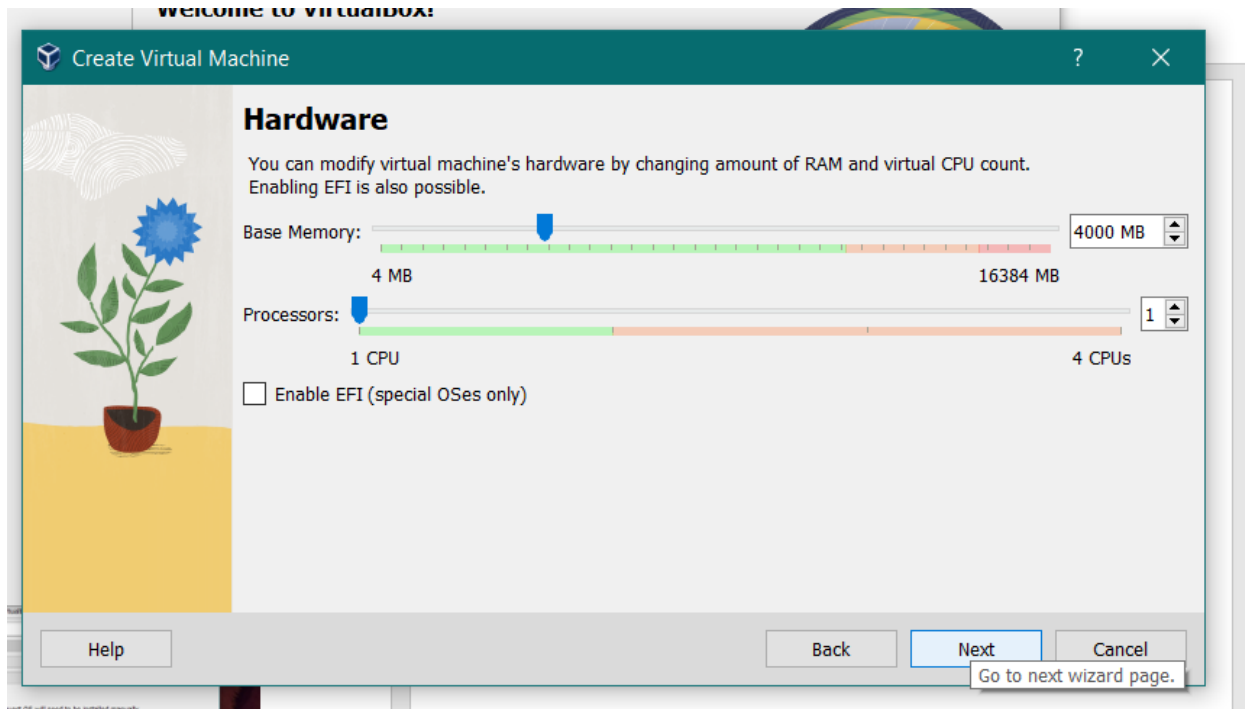 Welcome to VirtualBox!
Create Virtual Machine
?
Hardware
You can modify virtual machine's hardware by changing amount of RAM and virtual CPU count.
Enabling EFI is also possible.
Base Memory:
4000 MB
4 MB
16384 MB
Processors:
1
1 CPU
4 CPUs
Enable EFI (special OSes only)
Help
Back
Next
Cancel
Go to next wizard page.